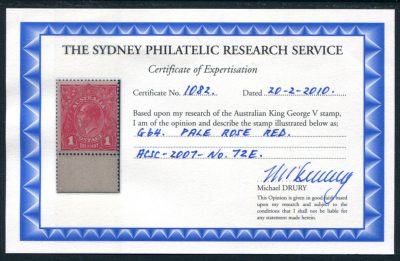 THE SYDNEY PHILATELIC RESEARCH SERVICE
Certificate of Expertisation
Certificate No. 1082. Dated 20-2-2010.
Based upon my research of the Australian King George V stamp,
I am of the opinion and describe the stamp illustrated below as:
G64. PALE ROSE RED.
ACSC-2007-No. 72E.
AUSTRALIA
1 1
Michael DRURY
This Opinion is given in good faith based
upon my research and subject to the
conditions that I shall not be liable for
any statement made herein.